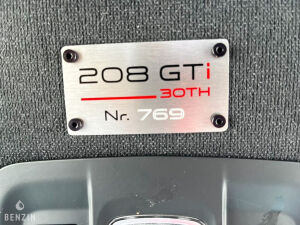 208 GTi
30TH
Nr. 769
BENZIN